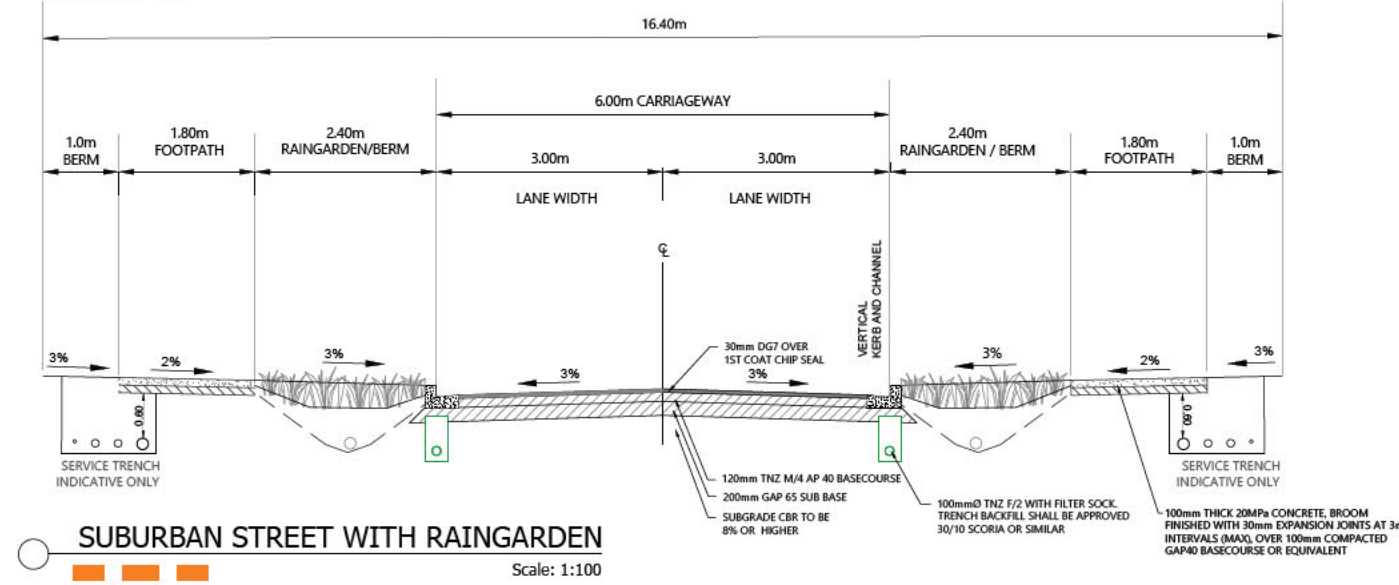 16.40m
6.00m CARRIAGEWAY
1.0m
BERM
1.80m
FOOTPATH
2.40m
RAINGARDEN/BERM
3.00m
3.00m
2.40m
RAINGARDEN / BERM
1.80m
FOOTPATH
1.0m
BERM
LANE WIDTH
LANE WIDTH
℄
VERTICAL
KERB AND CHANNEL
3%
2%
3%
3%
3%
3%
2%
3%
30mm DG7 OVER
1ST COAT CHIP SEAL
0.60
0.60
SERVICE TRENCH
INDICATIVE ONLY
120mm TNZ M/4 AP 40 BASECOURSE
200mm GAP 65 SUB BASE
SUBGRADE CBR TO BE
8% OR HIGHER
100mmØ TNZ F/2 WITH FILTER SOCK.
TRENCH BACKFILL SHALL BE APPROVED
30/10 SCORIA OR SIMILAR
SERVICE TRENCH
INDICATIVE ONLY
100mm THICK 20MPa CONCRETE, BROOM
FINISHED WITH 30mm EXPANSION JOINTS AT 3m
INTERVALS (MAX), OVER 100mm COMPACTED
GAP40 BASECOURSE OR EQUIVALENT
SUBURBAN STREET WITH RAINGARDEN
Scale: 1:100